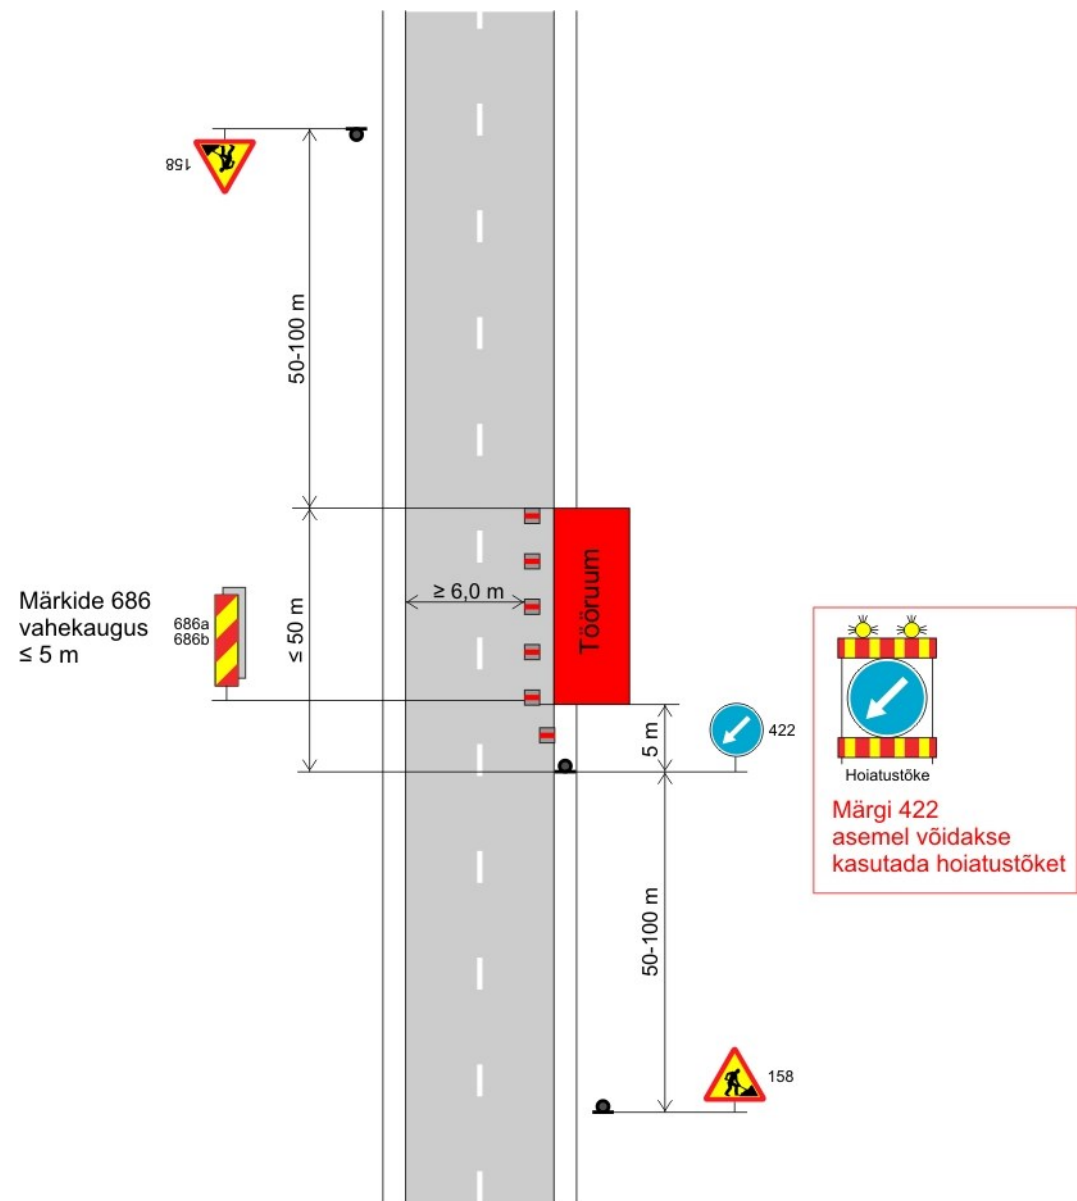 158
50-100 m
Märkide 686
vahekaugus
≤ 5 m
686a
686b
≤ 50 m
≥ 6,0 m
Tööruum
5 m
422
Hoiatustõke
Märgi 422
asemel võidakse
kasutada hoiatustõket
50-100 m
158